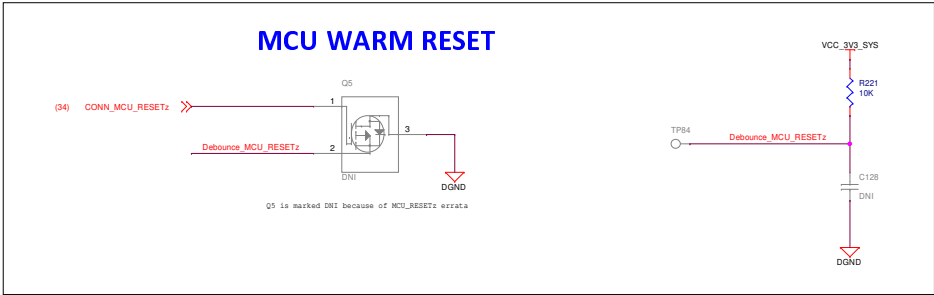 MCU WARM RESET
VCC_3V3_SYS
Q5
R221
10K
(34) CONN_MCU_RESETz
1
3
TP84
Debounce_MCU_RESETz
Debounce_MCU_RESETz
2
DNI
DGND
C128
DNI
Q5 is marked DNI because of MCU_RESETz errata
DGND